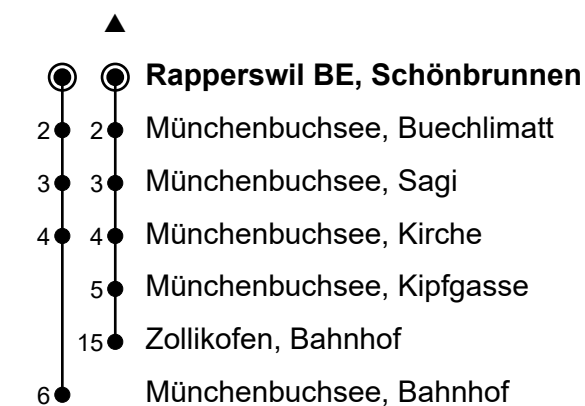 ▲
Rapperswil BE, Schönbrunnen
2 2 Münchenbuchsee, Buechlimatt
3 3 Münchenbuchsee, Sagi
4 4 Münchenbuchsee, Kirche
5 Münchenbuchsee, Kipfgasse
15 Zollikofen, Bahnhof
6 Münchenbuchsee, Bahnhof